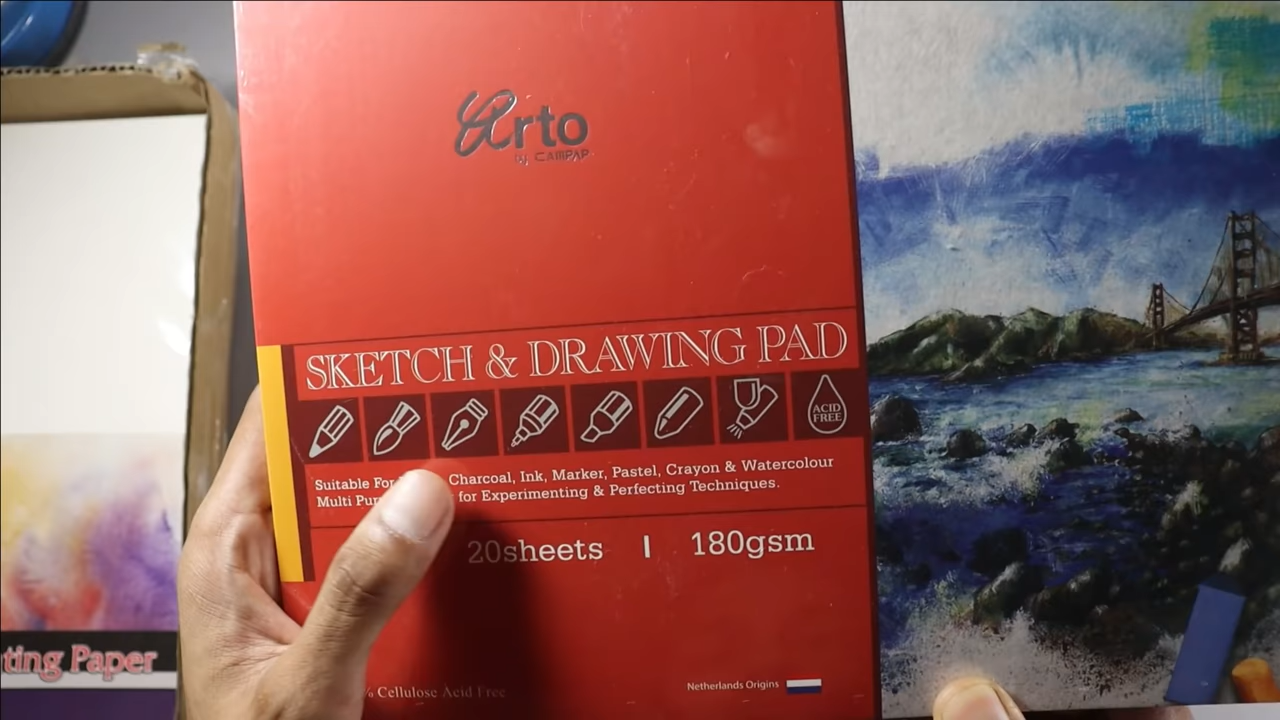 Arto
by CAMPAP
SKETCH & DRAWING PAD
ACID
FREE
Suitable For Charcoal, Ink, Marker, Pastel, Crayon & Watercolour
Multi for Experimenting & Perfecting Techniques.
20sheets | 180gsm
% Cellulose Acid Free
Netherlands Origins
ting Paper